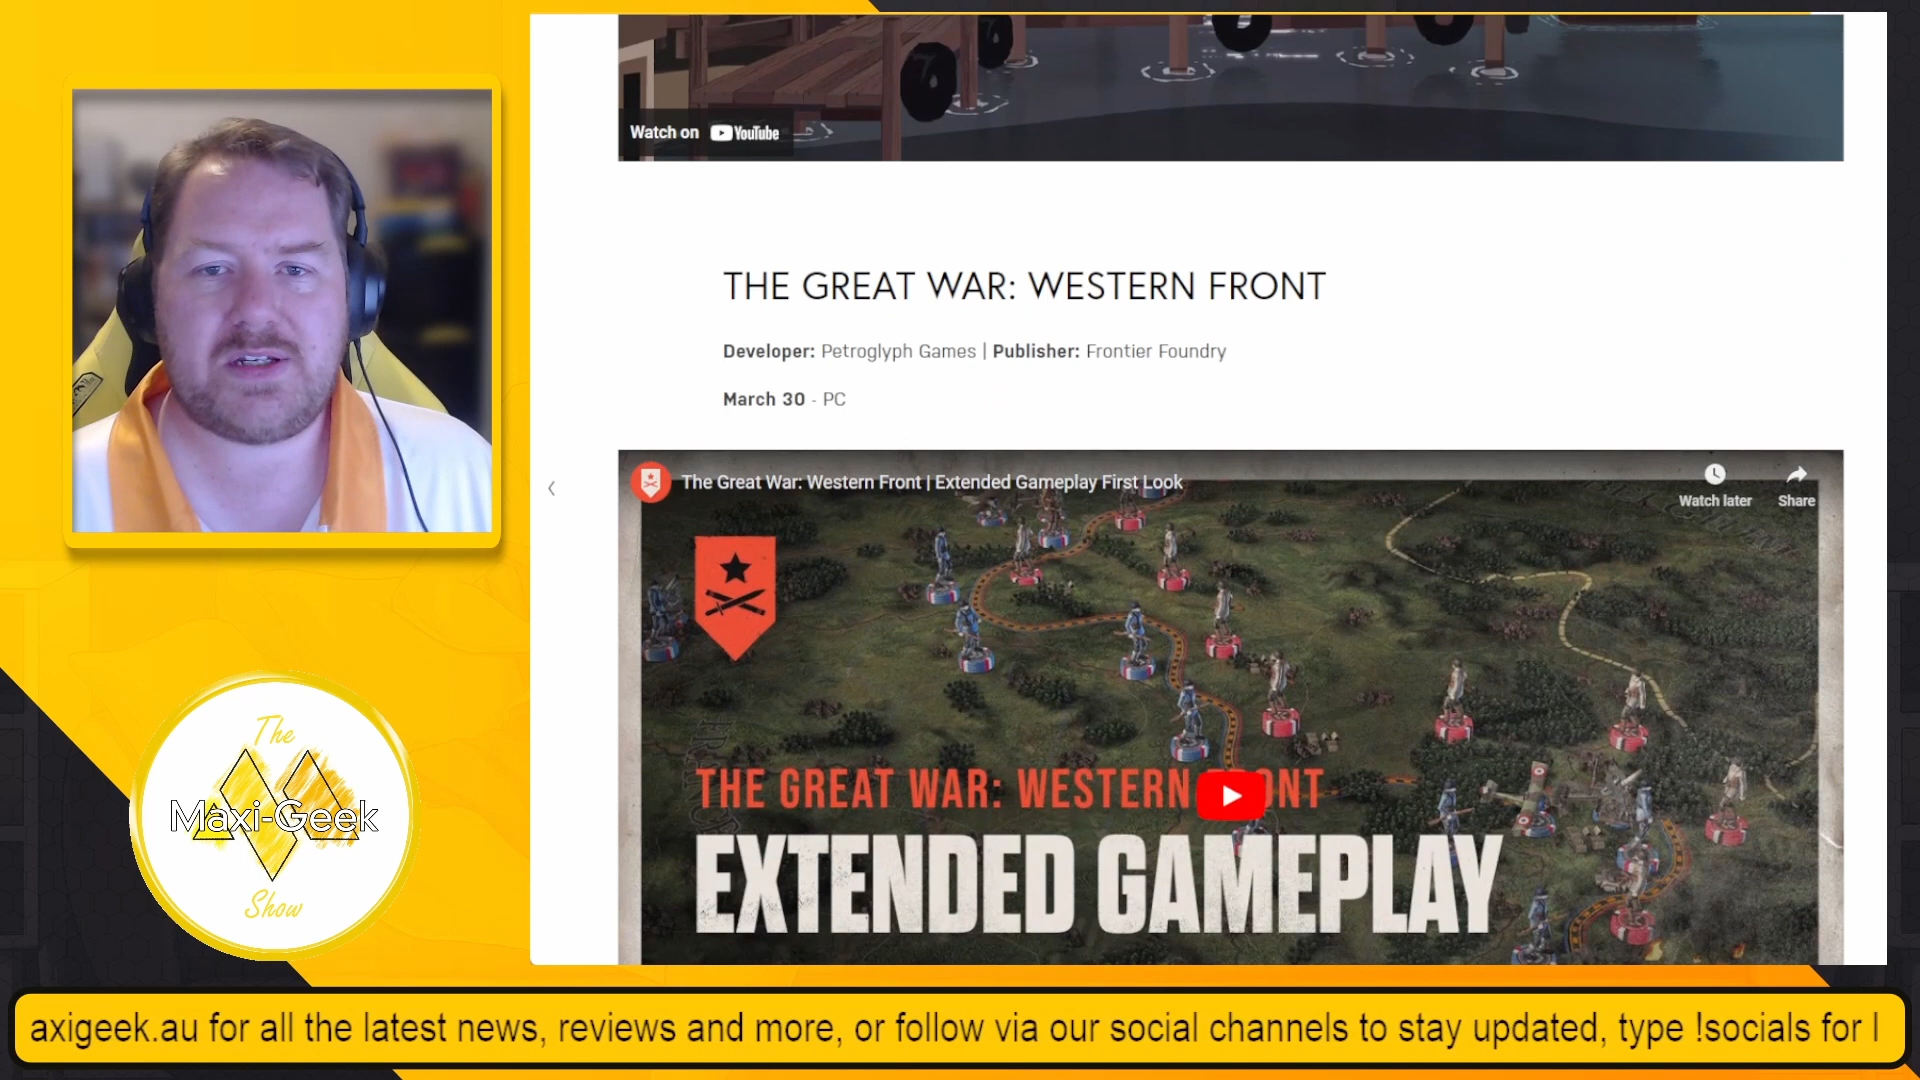 Watch on YouTube
THE GREAT WAR: WESTERN FRONT
Developer: Petroglyph Games | Publisher: Frontier Foundry
March 30 - PC
The Great War: Western Front | Extended Gameplay First Look
Watch later
Share
THE GREAT WAR: WESTERN
NT
EXTENDED GAMEPLAY
The
Maxi-Geek
Show
axigeek.au for all the latest news, reviews and more, or follow via our social channels to stay updated, type !socials for l